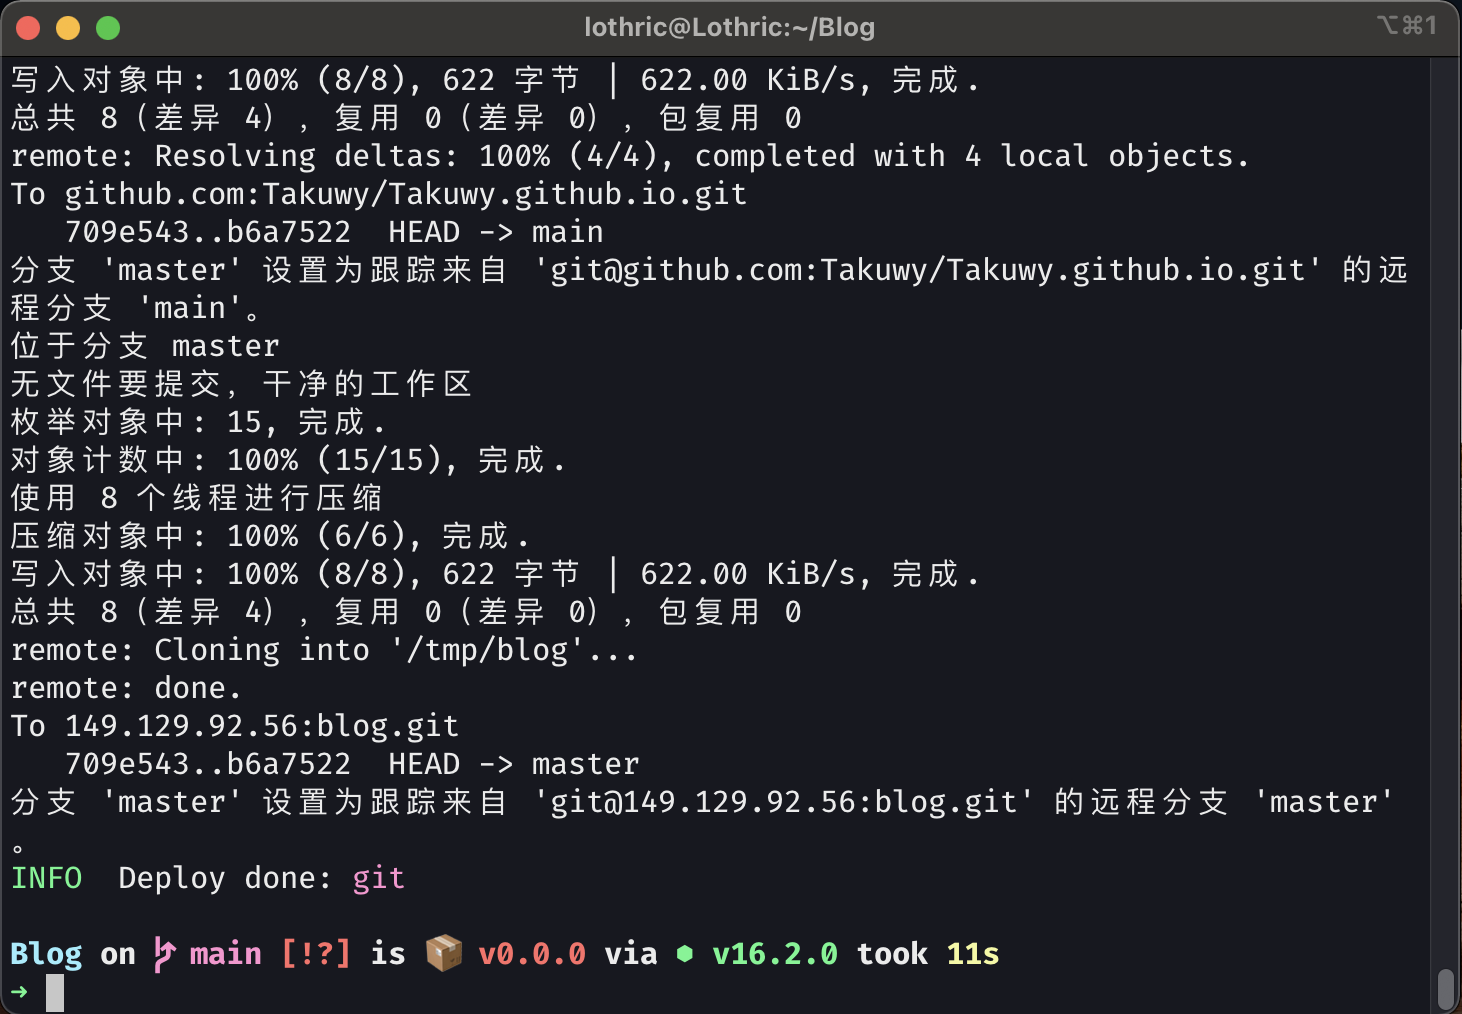 lothric@Lothric:~/Blog
⌥⌘1
写入对象中: 100% (8/8), 622 字节 | 622.00 KiB/s, 完成.
总共 8（差异 4），复用 0（差异 0），包复用 0
remote: Resolving deltas: 100% (4/4), completed with 4 local objects.
To github.com:Takuwy/Takuwy.github.io.git
   709e543..b6a7522  HEAD -> main
分支 'master' 设置为跟踪来自 'git@github.com:Takuwy/Takuwy.github.io.git' 的远
程分支 'main'。
位于分支 master
无文件要提交，干净的工作区
枚举对象中: 15, 完成.
对象计数中: 100% (15/15), 完成.
使用 8 个线程进行压缩
压缩对象中: 100% (6/6), 完成.
写入对象中: 100% (8/8), 622 字节 | 622.00 KiB/s, 完成.
总共 8（差异 4），复用 0（差异 0），包复用 0
remote: Cloning into '/tmp/blog'...
remote: done.
To 149.129.92.56:blog.git
   709e543..b6a7522  HEAD -> master
分支 'master' 设置为跟踪来自 'git@149.129.92.56:blog.git' 的远程分支 'master'
。
INFO  Deploy done: git
Blog on main [!?] is 📦 v0.0.0 via ⬢ v16.2.0 took 11s
➜